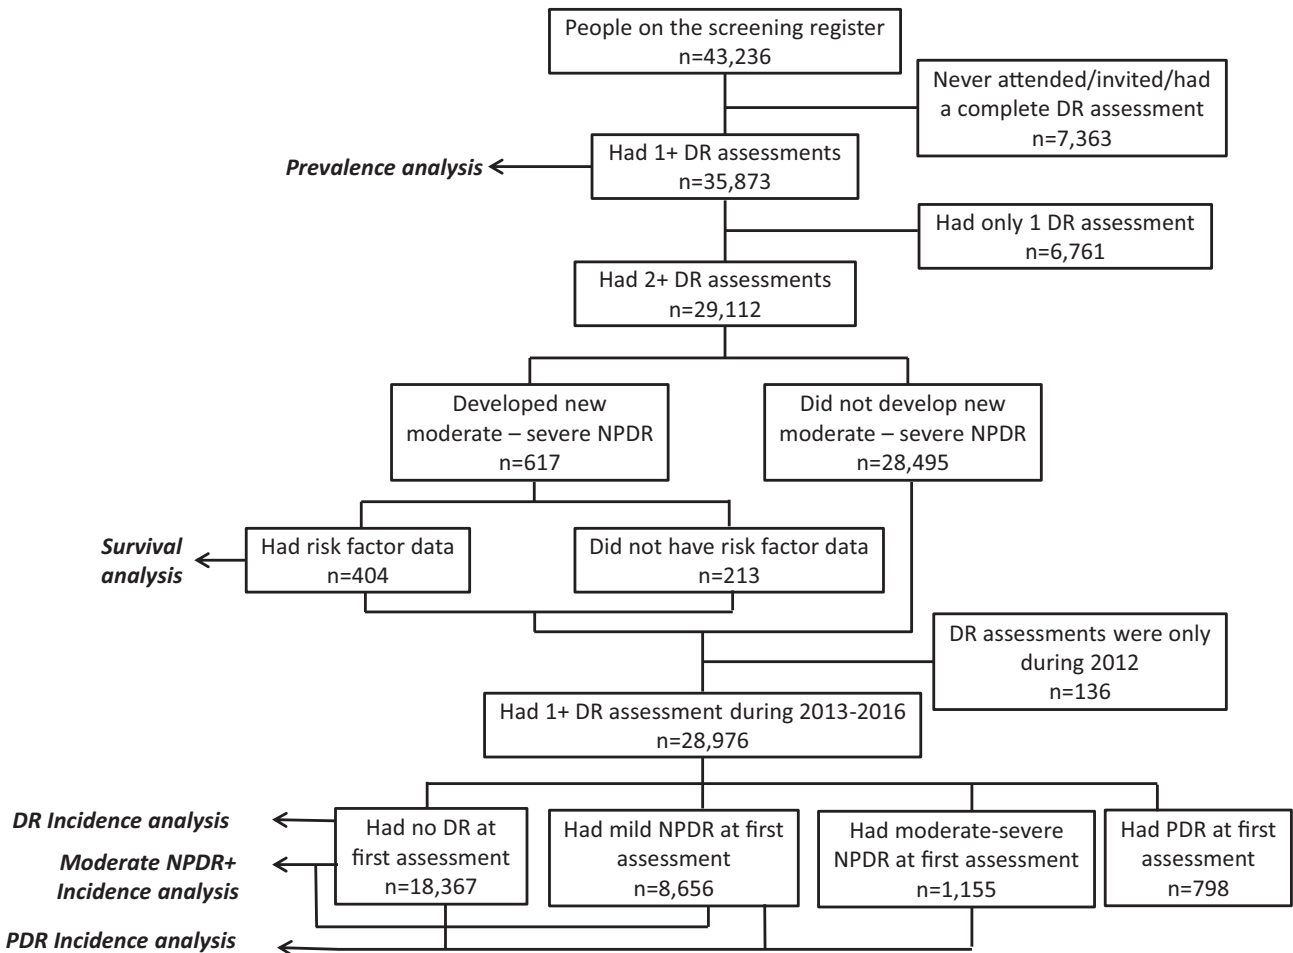 People on the screening register
n=43,236
Never attended/invited/had
a complete DR assessment
n=7,363
Had 1+ DR assessments
n=35,873
Prevalence analysis
Had only 1 DR assessment
n=6,761
Had 2+ DR assessments
n=29,112
Developed new
moderate – severe NPDR
n=617
Did not develop new
moderate – severe NPDR
n=28,495
Survival
analysis
Had risk factor data
n=404
Did not have risk factor data
n=213
DR assessments were only
during 2012
n=136
Had 1+ DR assessment during 2013-2016
n=28,976
DR Incidence analysis
Moderate NPDR+
Incidence analysis
PDR Incidence analysis
Had no DR at
first assessment
n=18,367
Had mild NPDR at first
assessment
n=8,656
Had moderate-severe
NPDR at first assessment
n=1,155
Had PDR at first
assessment
n=798